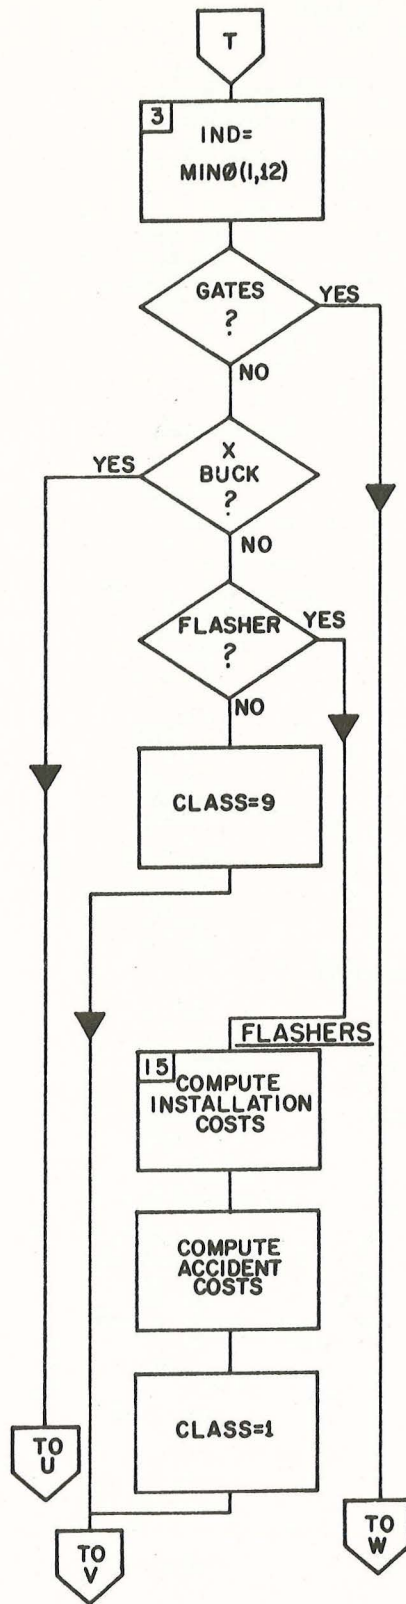 T
3
IND=
MINØ(1,12)
GATES
?
YES
NO
X
BUCK
?
YES
NO
FLASHER
?
YES
NO
CLASS=9
FLASHERS
15
COMPUTE
INSTALLATION
COSTS
COMPUTE
ACCIDENT
COSTS
CLASS=1
TO
U
TO
V
TO
W